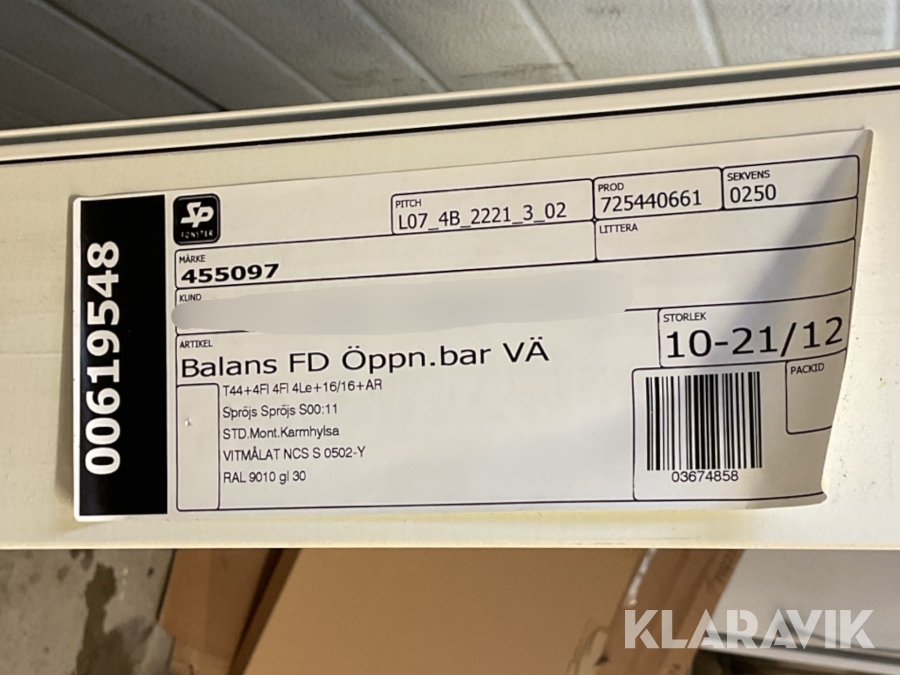 00619548
SP
FÖNSTER
PITCH
L07_4B_2221_3_02
PROD
725440661
SEKVENS
0250
MÄRKE
455097
LITTERA
KUND
ARTIKEL
Balans FD Öppn.bar VÄ
STORLEK
10-21/12
T44+4Fl 4Fl 4Le+16/16+AR
Spröjs Spröjs S00:11
STD.Mont.Karmhylsa
VITMÅLAT NCS S 0502-Y
RAL 9010 gl 30
PACKID
03674858
KLARAVIK